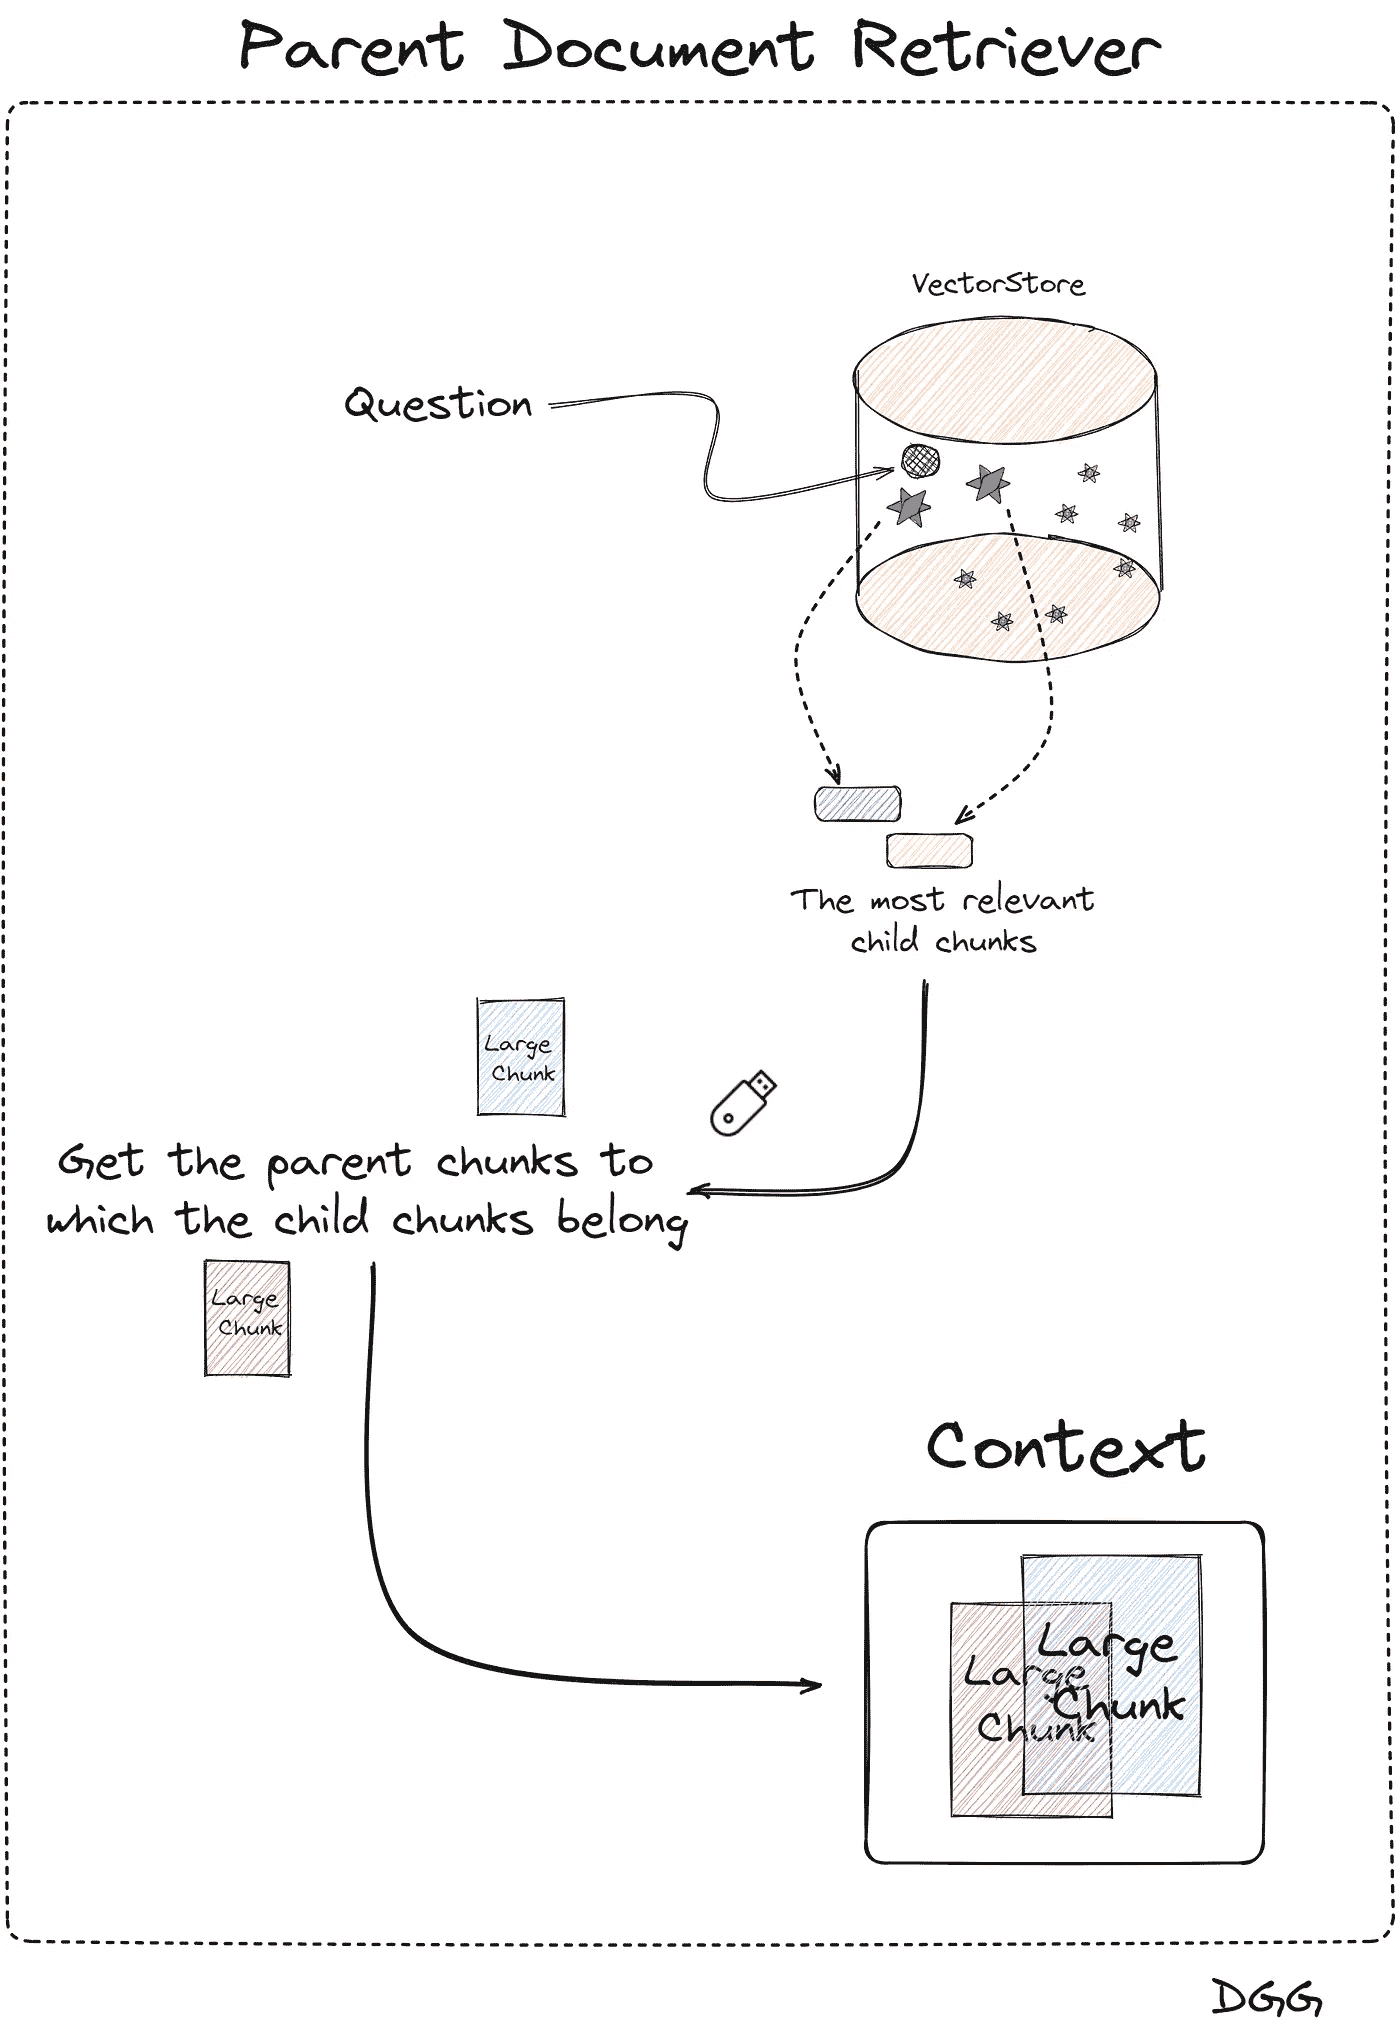 Parent Document Retriever
VectorStore
Question
The most relevant
child chunks
Large
Chunk
Get the parent chunks to
which the child chunks belong
Large
Chunk
Context
Large
Chunk
Large
Chunk
DGG